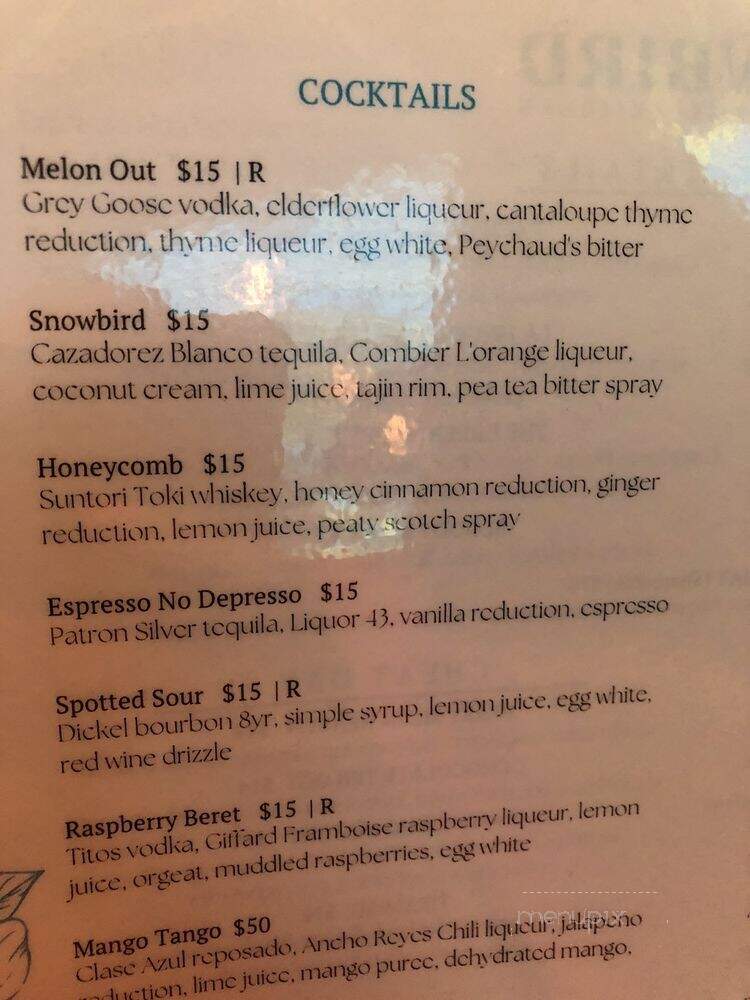 COCKTAILS
Melon Out $15 | R
Grey Goose vodka, elderflower liqueur, cantaloupe thyme
reduction, thyme liqueur, egg white, Peychaud's bitter
Snowbird $15
Cazadorez Blanco tequila, Combier L'orange liqueur,
coconut cream, lime juice, tajin rim, pea tea bitter spray
Honeycomb $15
Suntori Toki whiskey, honey cinnamon reduction, ginger
reduction, lemon juice, peaty scotch spray
Espresso No Depresso $15
Patron Silver tequila, Liquor 43, vanilla reduction, espresso
Spotted Sour $15 | R
Dickel bourbon 8yr, simple syrup, lemon juice, egg white,
red wine drizzle
Raspberry Beret $15 | R
Titos vodka, Giffard Framboise raspberry liqueur, lemon
juice, orgeat, muddled raspberries, egg white
menupix
Mango Tango $50
Clase Azul reposado, Ancho Reyes Chili liqueur, jalapeno
reduction, lime juice, mango puree, dehydrated mango,